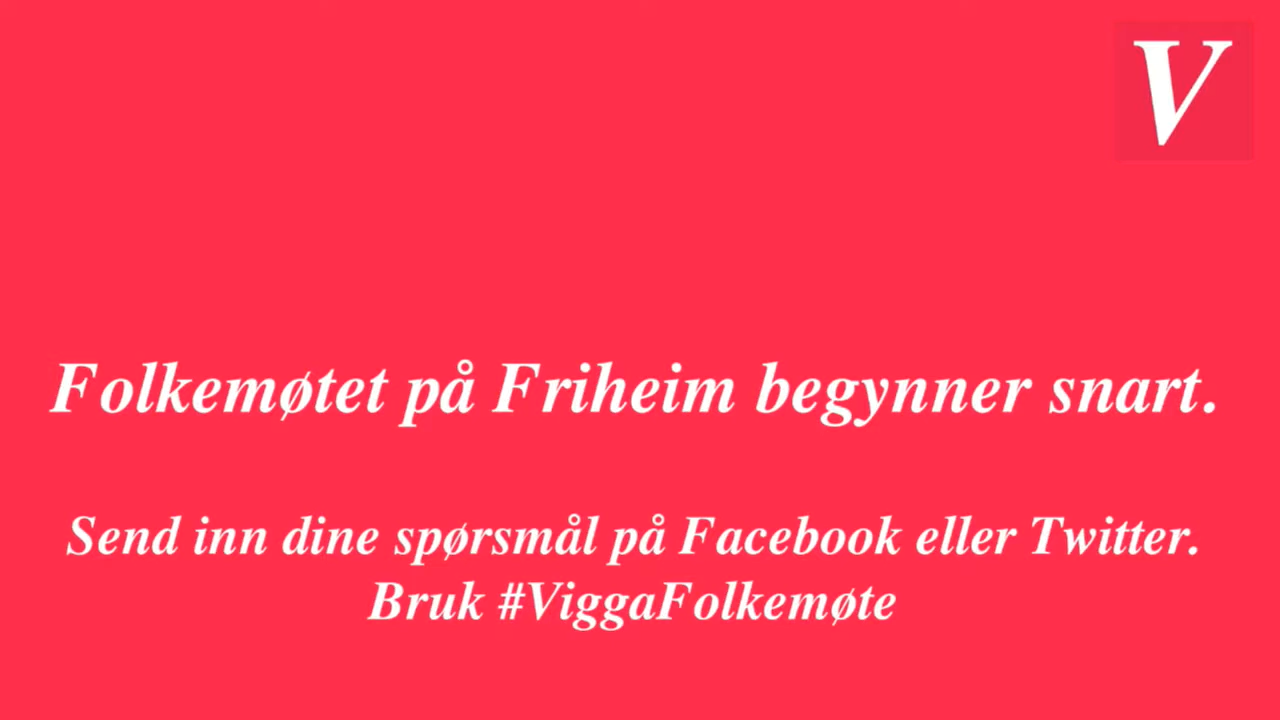 V
Folkemøtet på Friheim begynner snart.
Send inn dine spørsmål på Facebook eller Twitter.
Bruk #ViggaFolkemøte